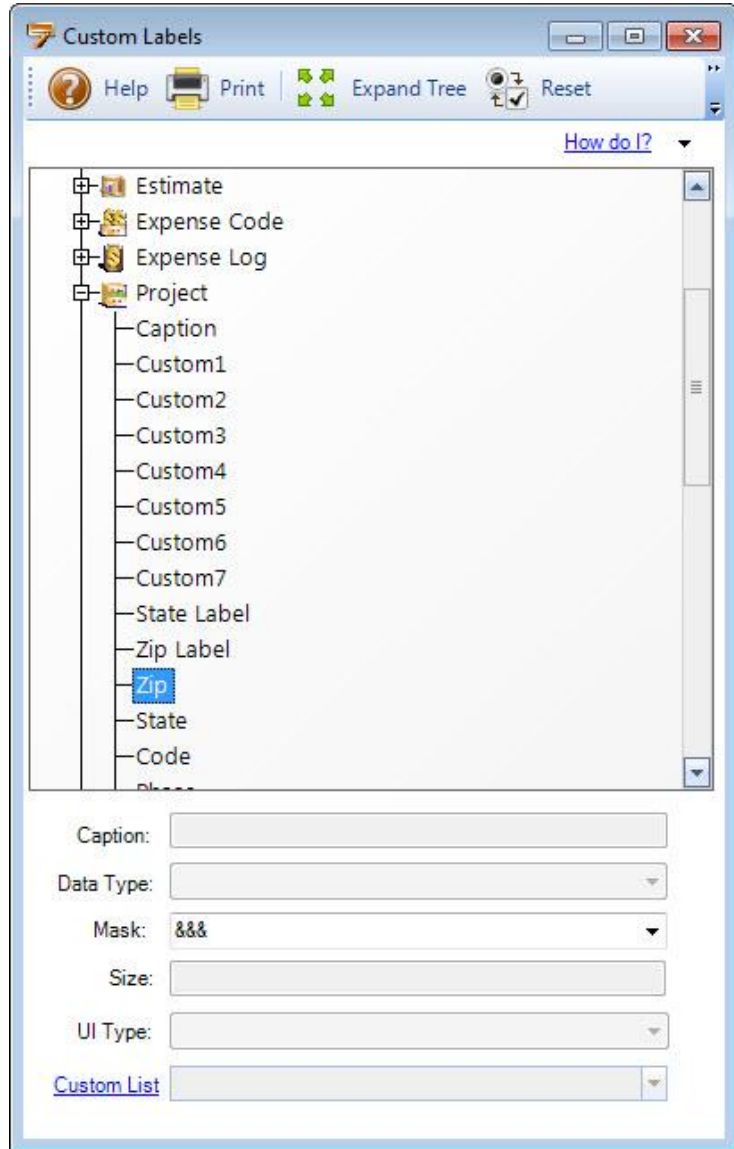 Custom Labels
Help Print Expand Tree Reset
How do I?
Estimate
Expense Code
Expense Log
Project
Caption
Custom1
Custom2
Custom3
Custom4
Custom5
Custom6
Custom7
State Label
Zip Label
Zip
State
Code
Phase
Caption:
Data Type:
Mask: &&&
Size:
UI Type:
Custom List